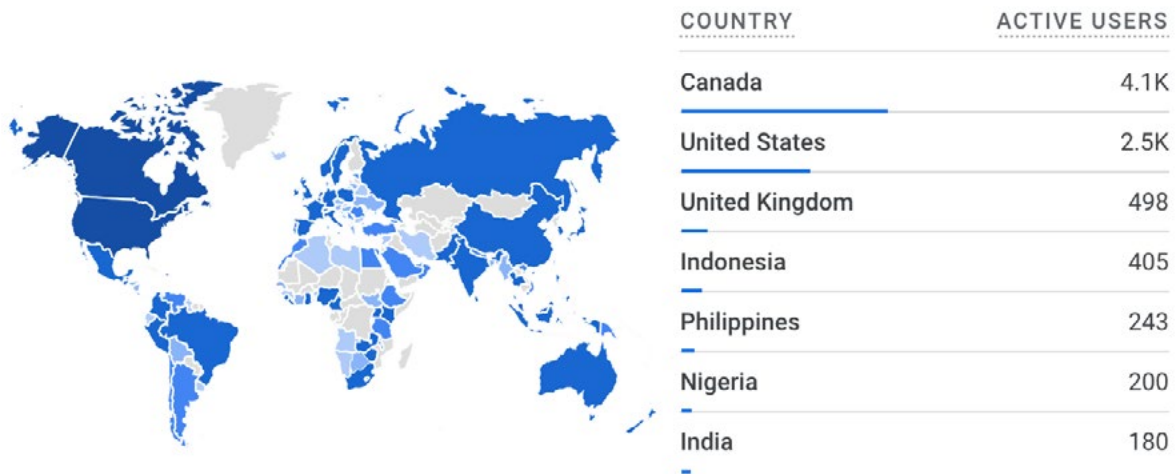 COUNTRY ACTIVE USERS
Canada 4.1K
United States 2.5K
United Kingdom 498
Indonesia 405
Philippines 243
Nigeria 200
India 180